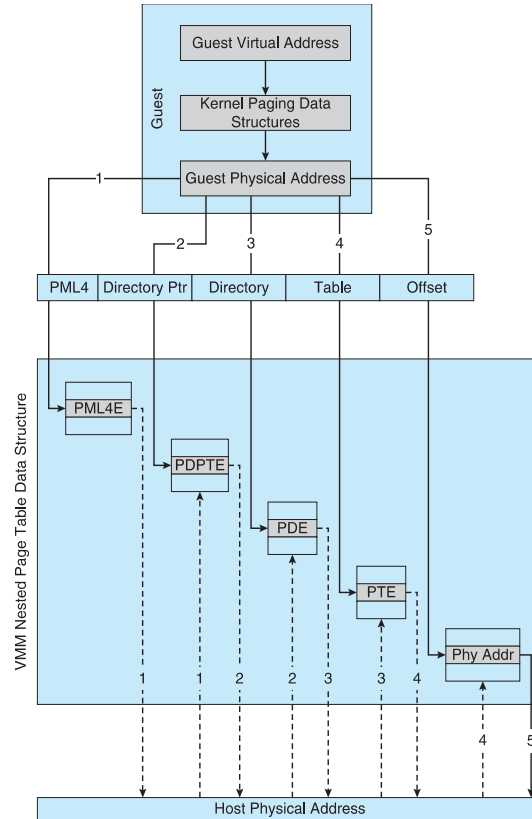 Guest
Guest Virtual Address
Kernel Paging Data
Structures
Guest Physical Address
1
2
3
4
5
PML4
Directory Ptr
Directory
Table
Offset
VMM Nested Page Table Data Structure
PML4E
PDPTE
PDE
PTE
Phy Addr
1
1
2
2
3
3
4
4
5
Host Physical Address